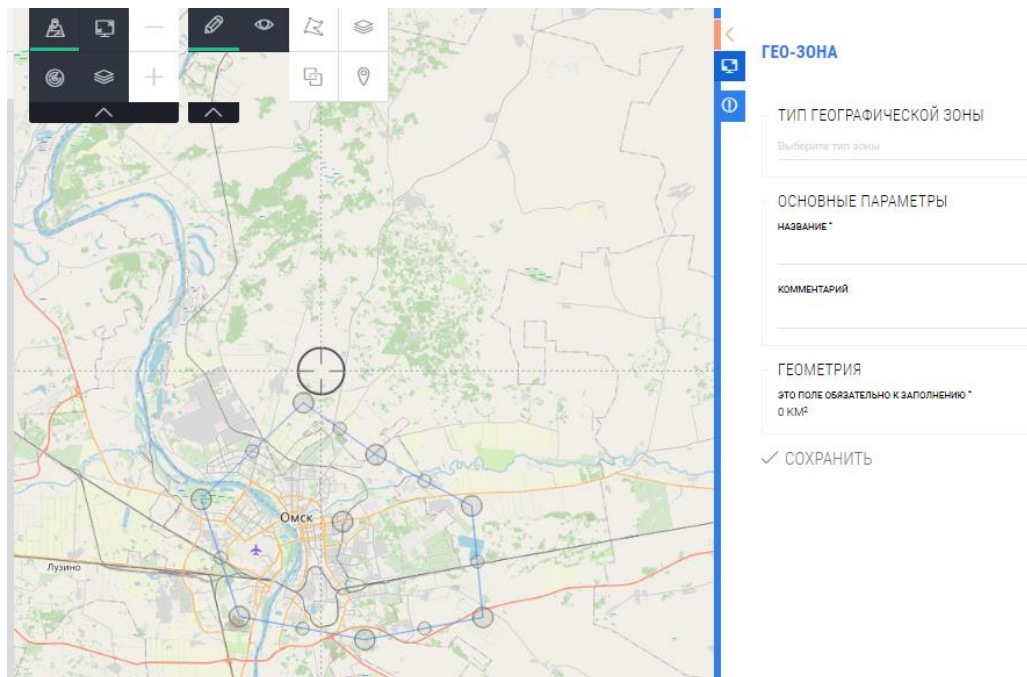 ГЕО-ЗОНА
ТИП ГЕОГРАФИЧЕСКОЙ ЗОНЫ
Выберите тип зоны
ОСНОВНЫЕ ПАРАМЕТРЫ
НАЗВАНИЕ *
КОММЕНТАРИЙ
ГЕОМЕТРИЯ
ЭТО ПОЛЕ ОБЯЗАТЕЛЬНО К ЗАПОЛНЕНИЮ *
0 КМ²
СОХРАНИТЬ
Омск
Лузино